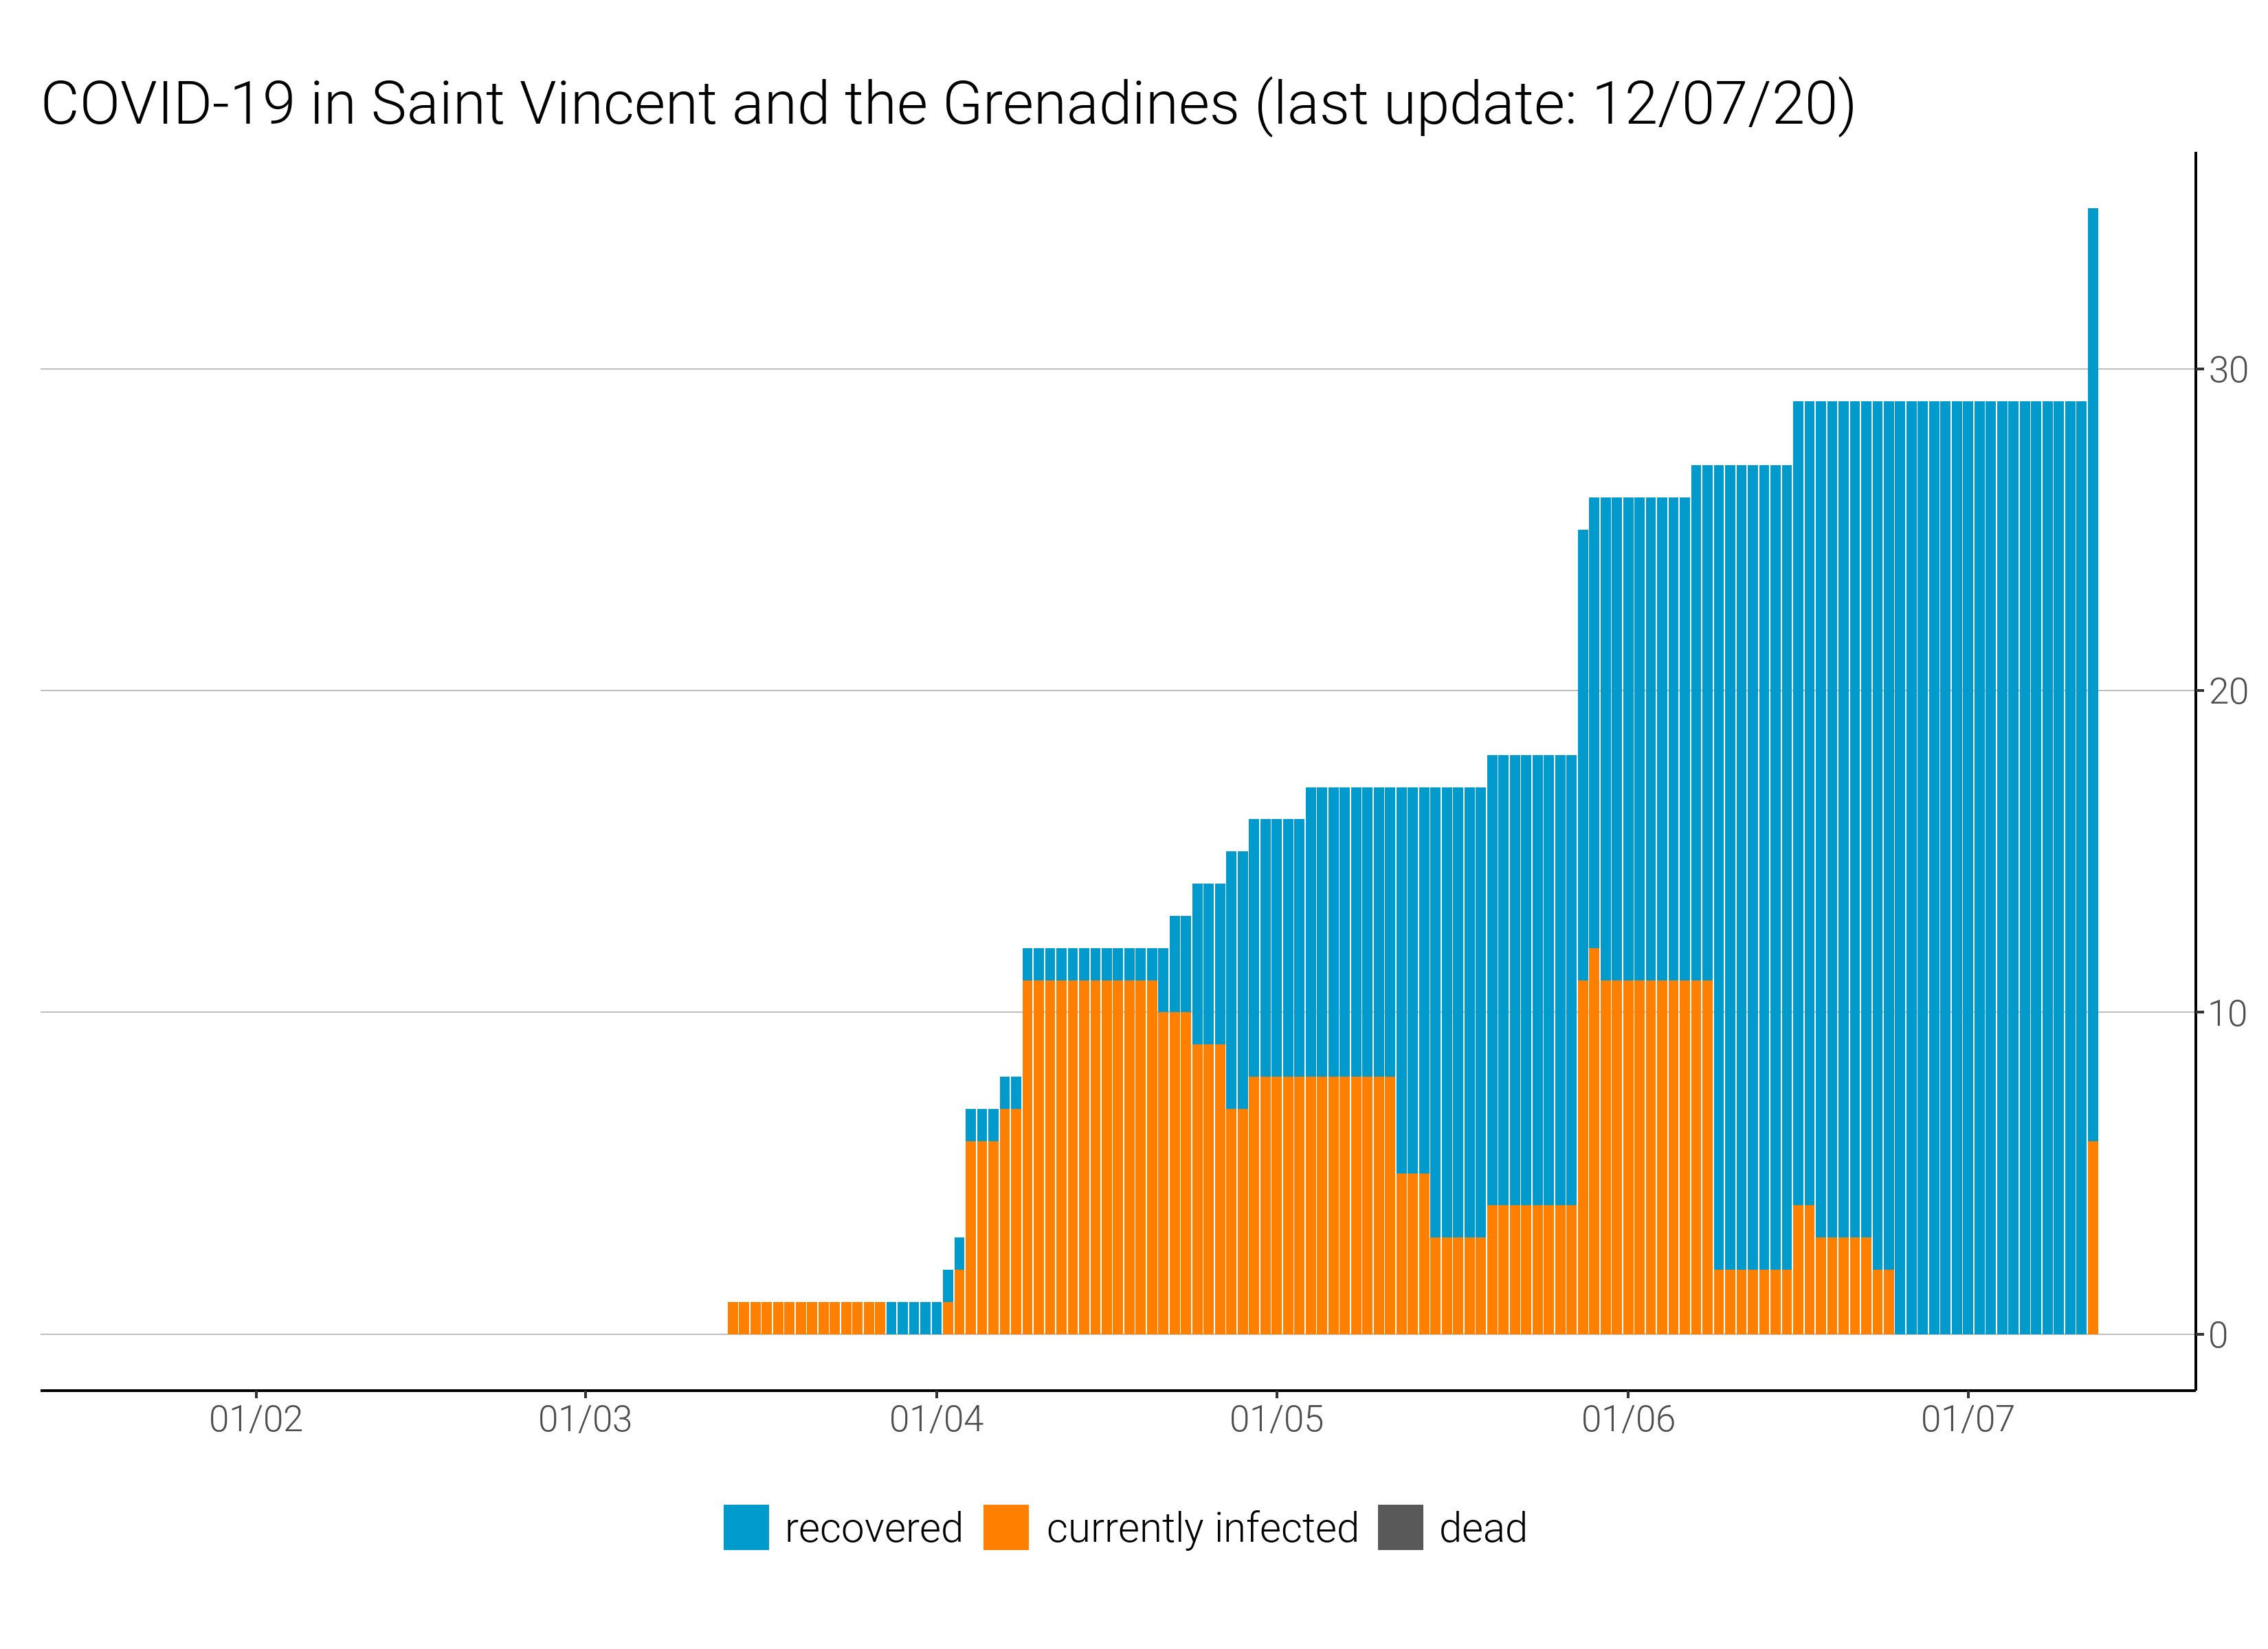 COVID-19 in Saint Vincent and the Grenadines (last update: 12/07/20)
30
20
10
0
01/02 01/03 01/04 01/05 01/06 01/07
recovered currently infected dead